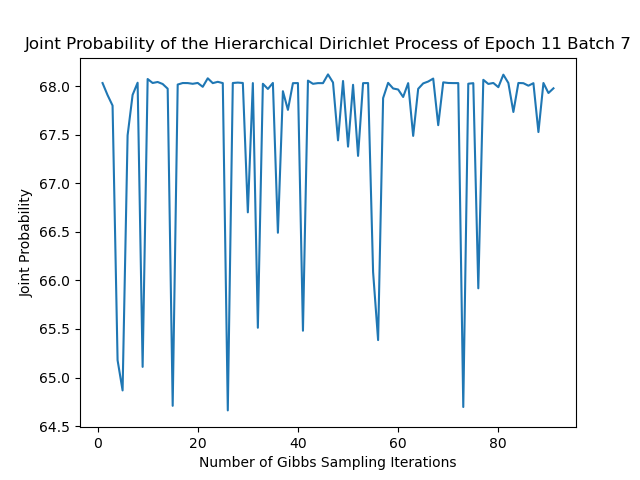 Joint Probability of the Hierarchical Dirichlet Process of Epoch 11 Batch 7
Joint Probability
68.0
67.5
67.0
66.5
66.0
65.5
65.0
64.5
0 20 40 60 80
Number of Gibbs Sampling Iterations